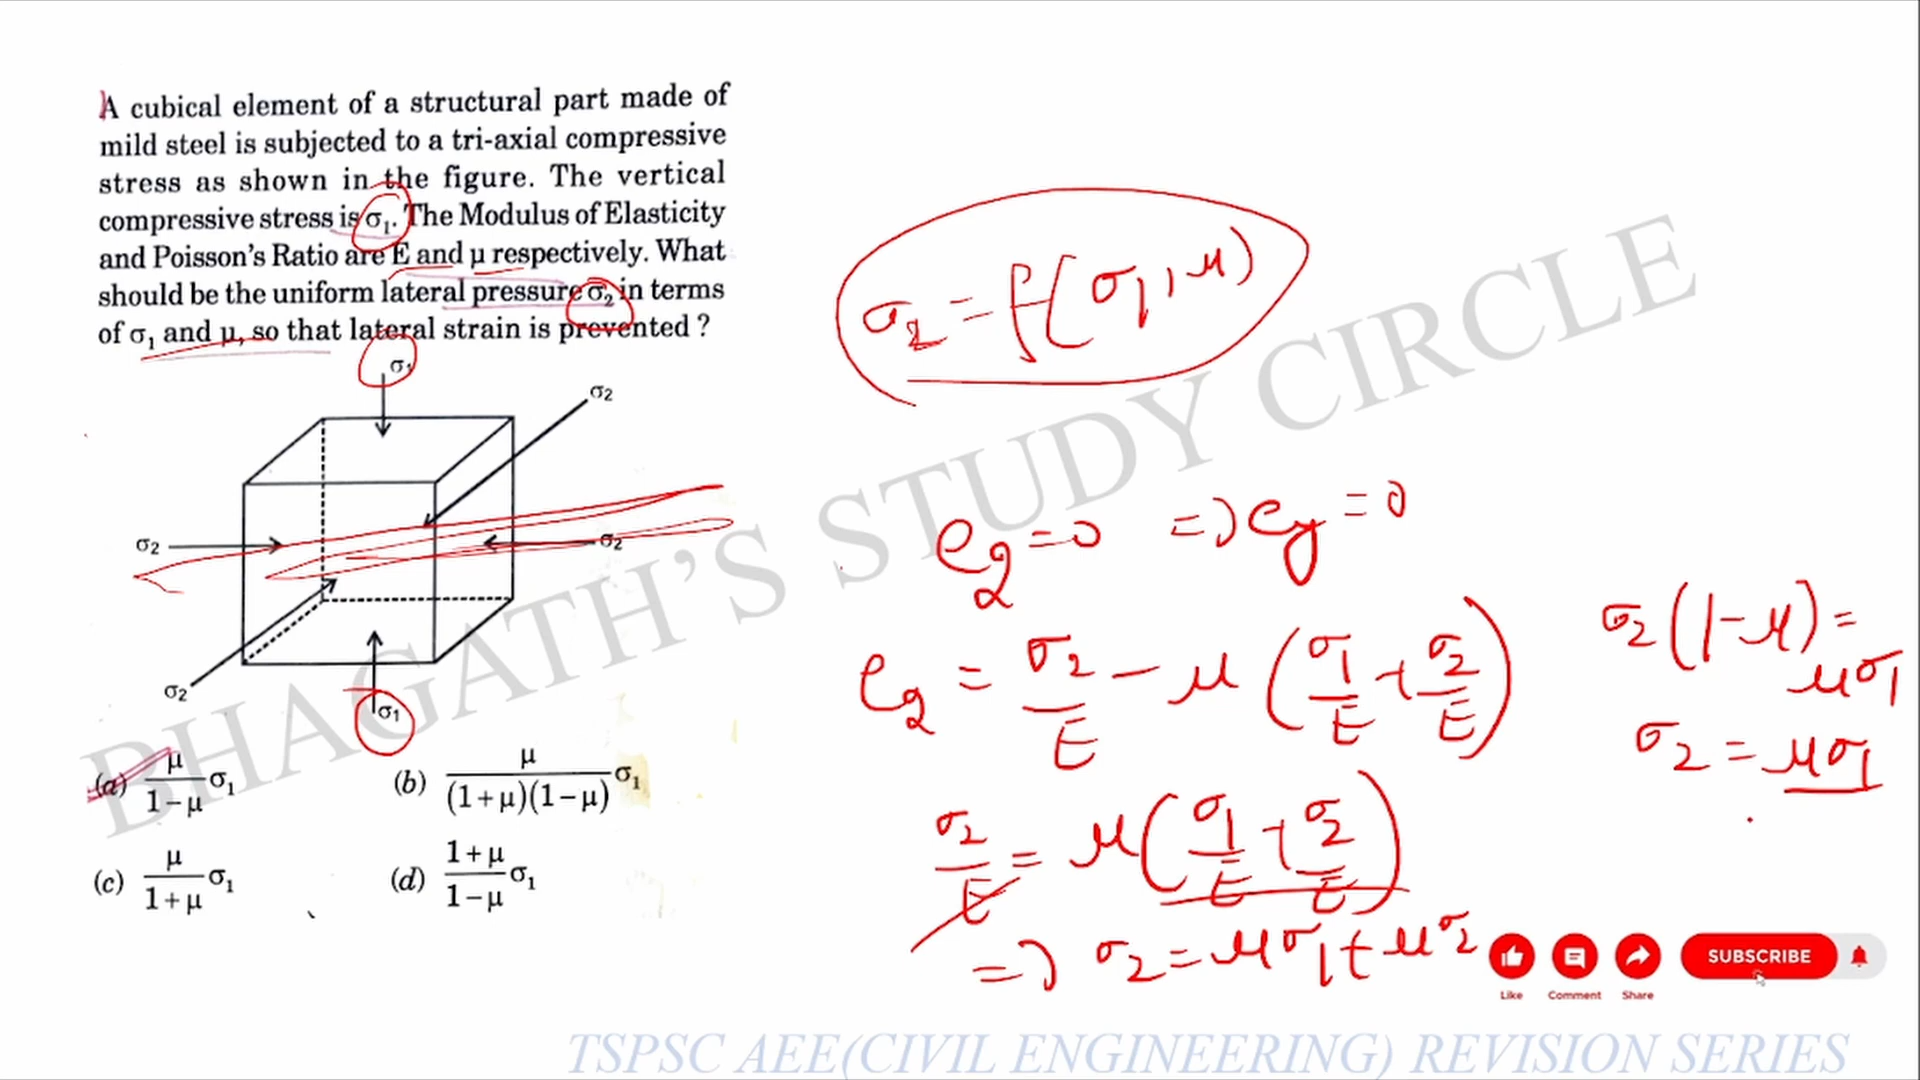 A cubical element of a structural part made of
mild steel is subjected to a tri-axial compressive
stress as shown in the figure. The vertical
compressive stress is σ₁. The Modulus of Elasticity
and Poisson's Ratio are E and μ respectively. What
should be the uniform lateral pressure σ₂ in terms
of σ₁ and μ, so that lateral strain is prevented ?
σ₁
σ₂
σ₂
σ₂
σ₂
σ₁
(a) μ/(1−μ) σ₁
(b) μ/((1+μ)(1−μ)) σ₁
(c) μ/(1+μ) σ₁
(d) (1+μ)/(1−μ) σ₁
σ₂ = f(σ₁, μ)
e₂ = 0 ⇒ e_y = 0
e₂ = σ₂/E − μ(σ₁/E + σ₂/E)
σ₂/E = μ(σ₁/E + σ₂/E)
⇒ σ₂ = μσ₁ + μσ₂
σ₂(1−μ) =
μσ₁
σ₂ = μσ₁
BHAGATH'S STUDY CIRCLE
Like
Comment
Share
SUBSCRIBE
TSPSC AEE(CIVIL ENGINEERING) REVISION SERIES